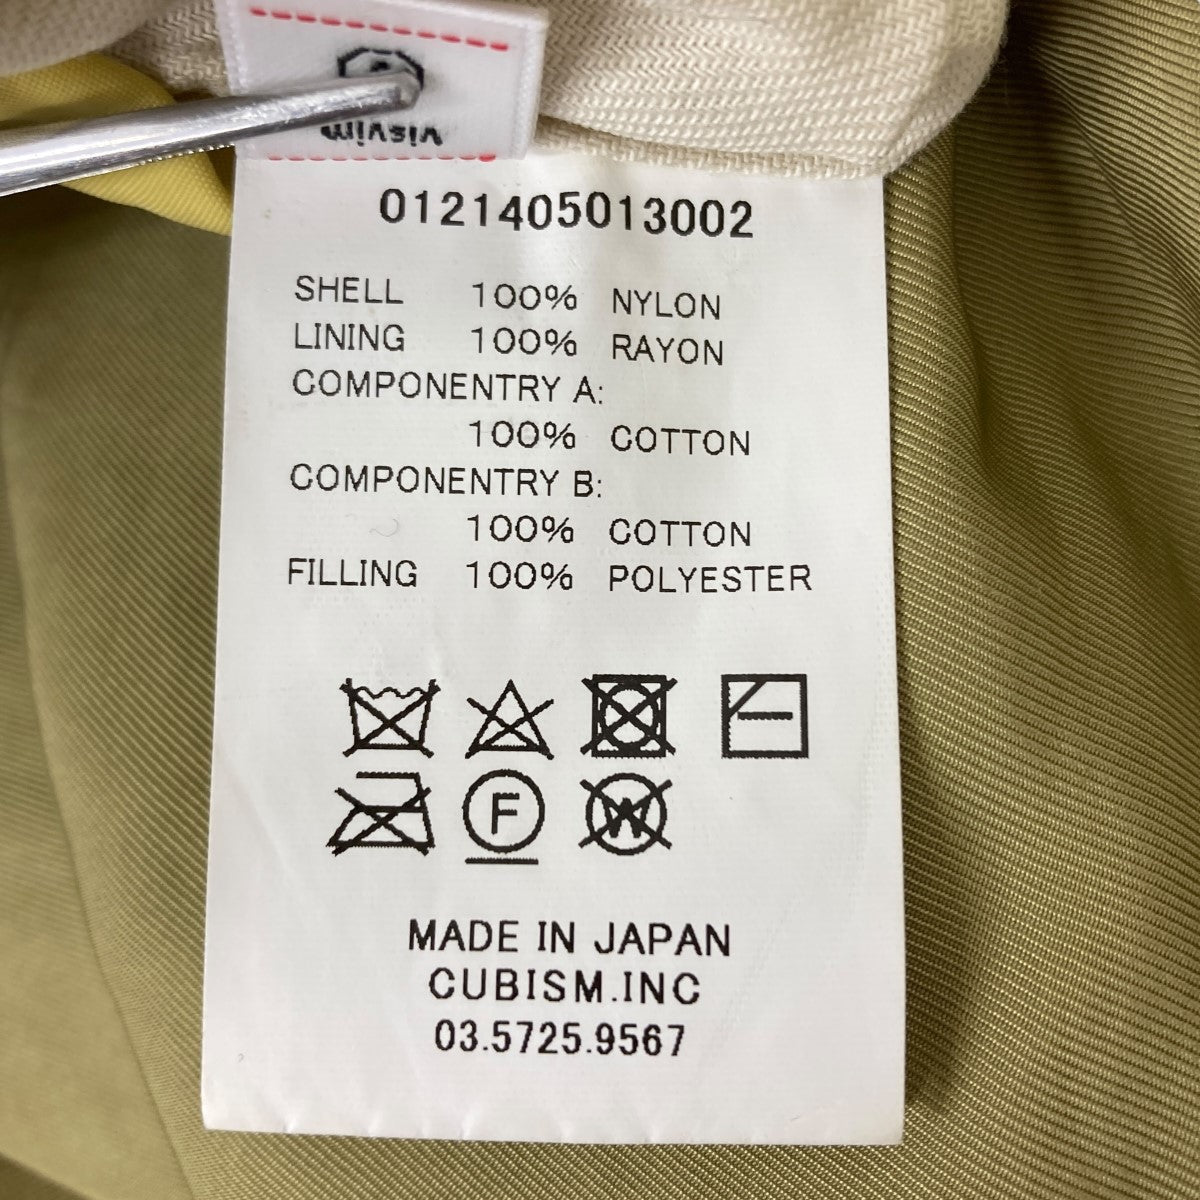 visvim
0121405013002
SHELL 100% NYLON
LINING 100% RAYON
COMPONENTRY A:
100% COTTON
COMPONENTRY B:
100% COTTON
FILLING 100% POLYESTER
F W
MADE IN JAPAN
CUBISM.INC
03.5725.9567